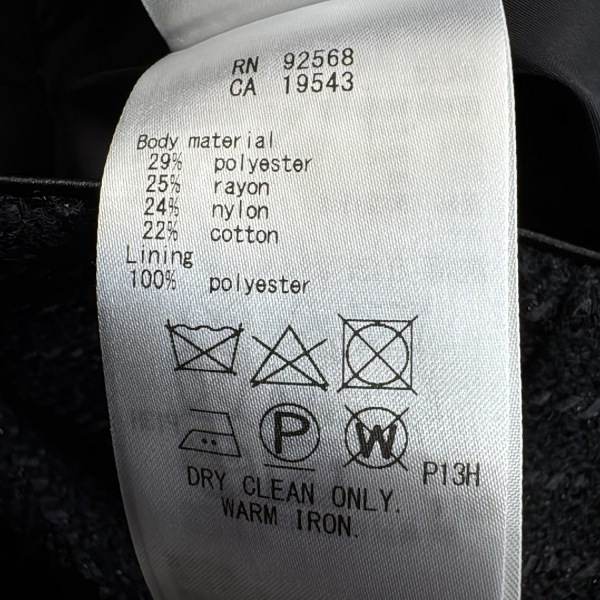 RN 92568
CA 19543
Body material
29% polyester
25% rayon
24% nylon
22% cotton
Lining
100% polyester
P W P13H
DRY CLEAN ONLY.
WARM IRON.